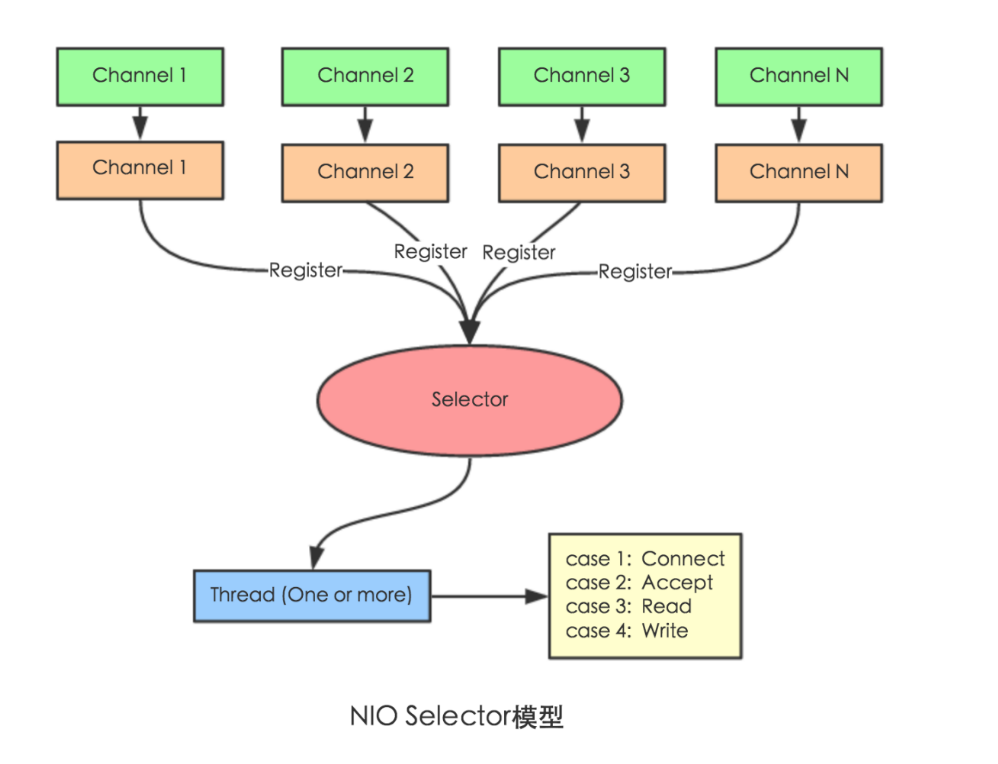 Channel 1
Channel 2
Channel 3
Channel N
Channel 1
Channel 2
Channel 3
Channel N
Register
Register
Register
Register
Selector
Thread (One or more)
case 1: Connect
case 2: Accept
case 3: Read
case 4: Write
NIO Selector模型